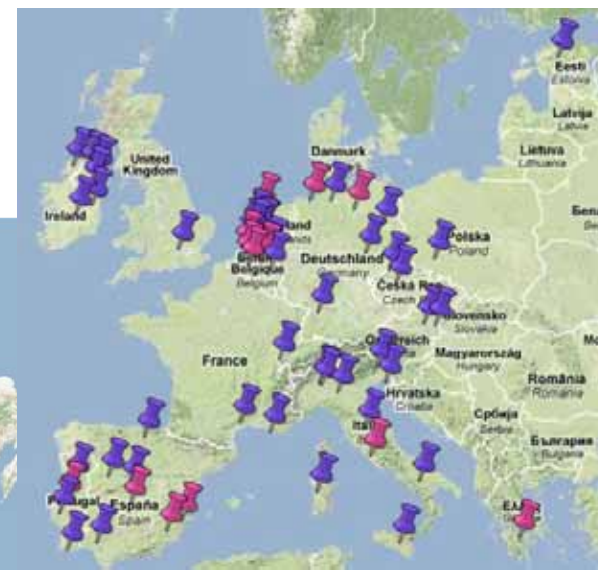 Eesti
Estonia
Latvija
Latvia
Lietuva
Lithuania
Danmark
United
Kingdom
Ireland
Polska
Poland
Deutschland
Germany
Belgique
Belgium
Česká
Czech
Slovensko
Slovakia
France
Magyarország
Hungary
România
Romania
Hrvatska
Croatia
Србија
Serbia
България
Bulgaria
España
Spain